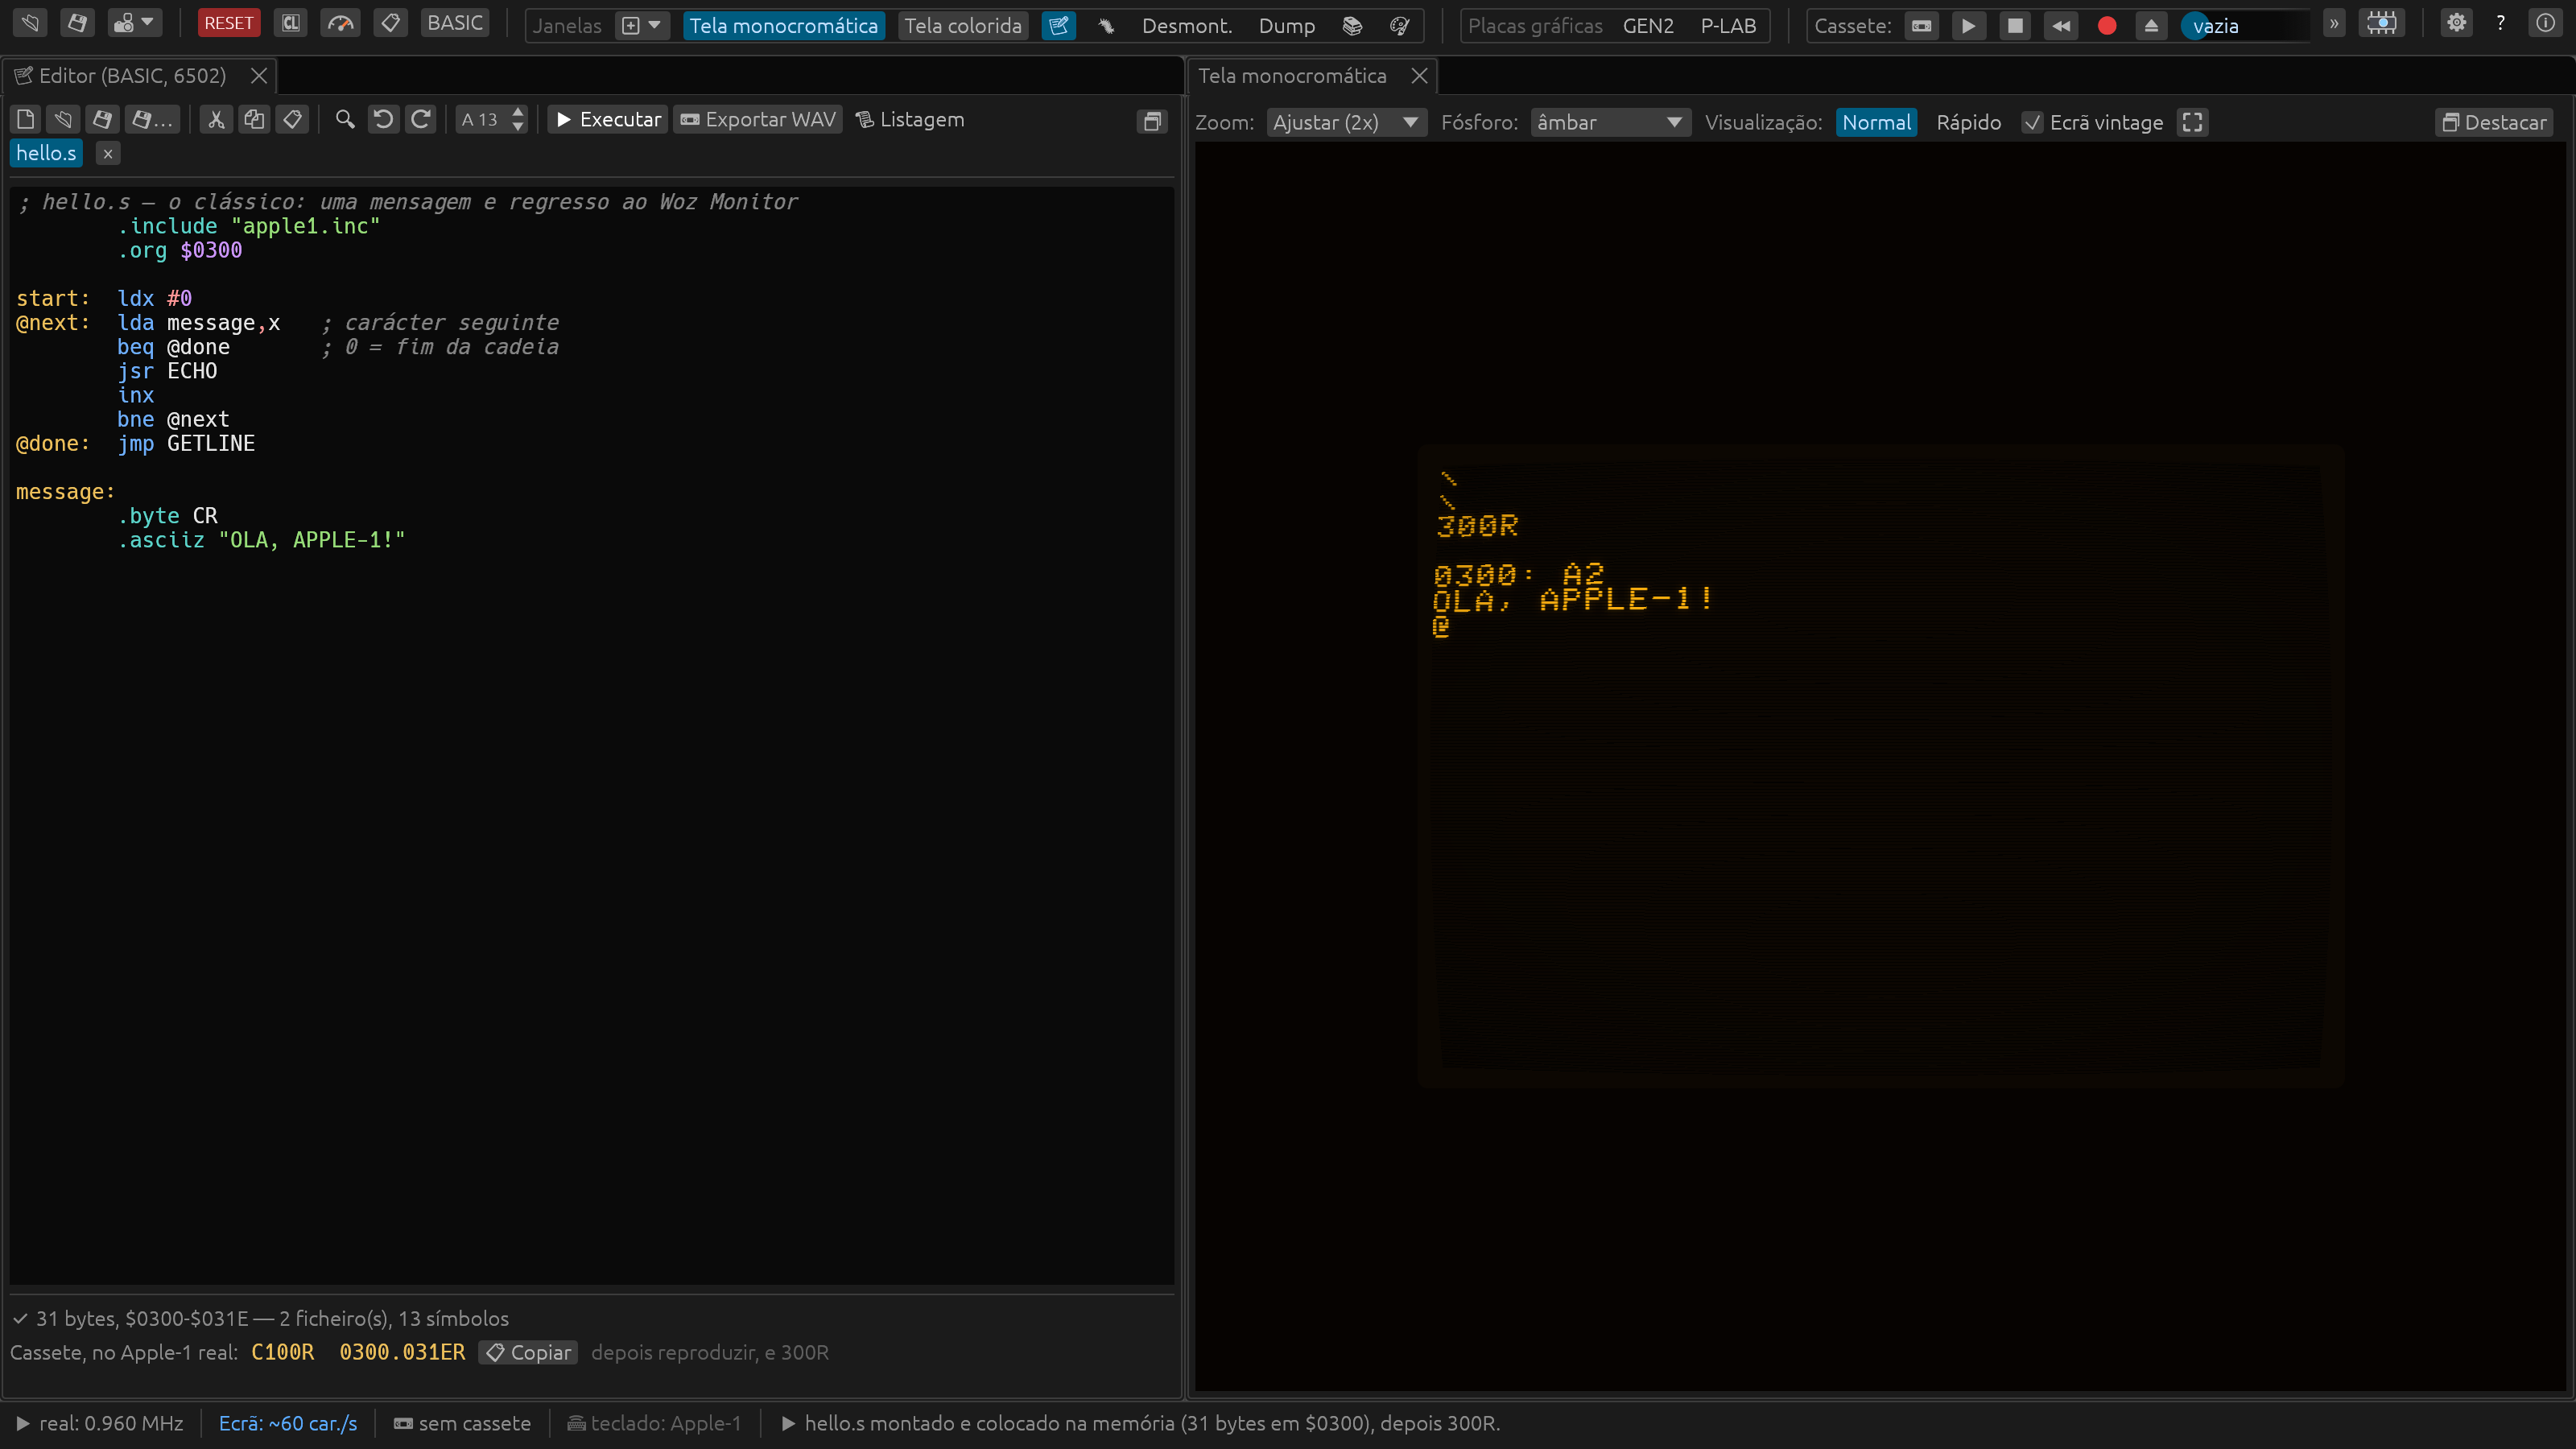 RESET BASIC Janelas Tela monocromática Tela colorida Desmont. Dump Placas gráficas GEN2 P-LAB Cassete: vazia » ?
Editor (BASIC, 6502)
A 13 Executar Exportar WAV Listagem
hello.s ×
; hello.s — o clássico: uma mensagem e regresso ao Woz Monitor
.include "apple1.inc"
.org $0300
start: ldx #0
@next: lda message,x ; carácter seguinte
beq @done ; 0 = fim da cadeia
jsr ECHO
inx
bne @next
@done: jmp GETLINE
message:
.byte CR
.asciiz "OLA, APPLE-1!"
✓ 31 bytes, $0300-$031E — 2 ficheiro(s), 13 símbolos
Cassete, no Apple-1 real: C100R 0300.031ER Copiar depois reproduzir, e 300R
Tela monocromática
Zoom: Ajustar (2x) Fósforo: âmbar Visualização: Normal Rápido Ecrã vintage Destacar
\
\
300R
0300: A2
OLA, APPLE-1!
@
real: 0.960 MHz Ecrã: ~60 car./s sem cassete teclado: Apple-1 hello.s montado e colocado na memória (31 bytes em $0300), depois 300R.